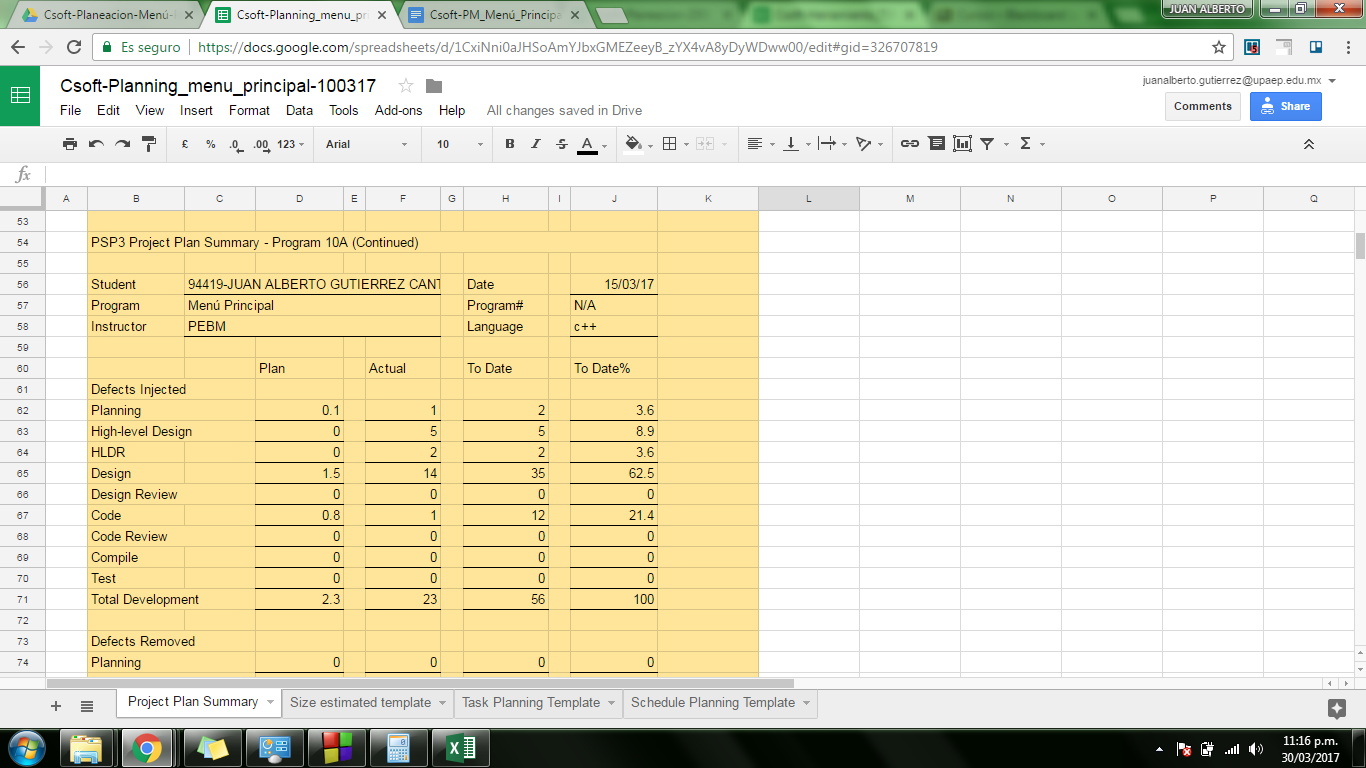 Csoft-Planeacion-Menú-
Csoft-Planning_menu_pri
Csoft-PM_Menú_Principa
JUAN ALBERTO
Es seguro
https://docs.google.com/spreadsheets/d/1CxiNni0aJHSoAmYJbxGMEZeeyB_zYX4vA8yDyWDww00/edit#gid=326707819
Csoft-Planning_menu_principal-100317
juanalberto.gutierrez@upaep.edu.mx
File Edit View Insert Format Data Tools Add-ons Help All changes saved in Drive
Comments Share
£ % .0 .00 123 Arial 10 B I S A Σ
fx
A B C D E F G H I J K L M N O P Q
53
54 PSP3 Project Plan Summary - Program 10A (Continued)
55
56 Student 94419-JUAN ALBERTO GUTIERREZ CANT Date 15/03/17
57 Program Menú Principal Program# N/A
58 Instructor PEBM Language c++
59
60 Plan Actual To Date To Date%
61 Defects Injected
62 Planning 0.1 1 2 3.6
63 High-level Design 0 5 5 8.9
64 HLDR 0 2 2 3.6
65 Design 1.5 14 35 62.5
66 Design Review 0 0 0 0
67 Code 0.8 1 12 21.4
68 Code Review 0 0 0 0
69 Compile 0 0 0 0
70 Test 0 0 0 0
71 Total Development 2.3 23 56 100
72
73 Defects Removed
74 Planning 0 0 0 0
Project Plan Summary Size estimated template Task Planning Template Schedule Planning Template
11:16 p.m.
30/03/2017